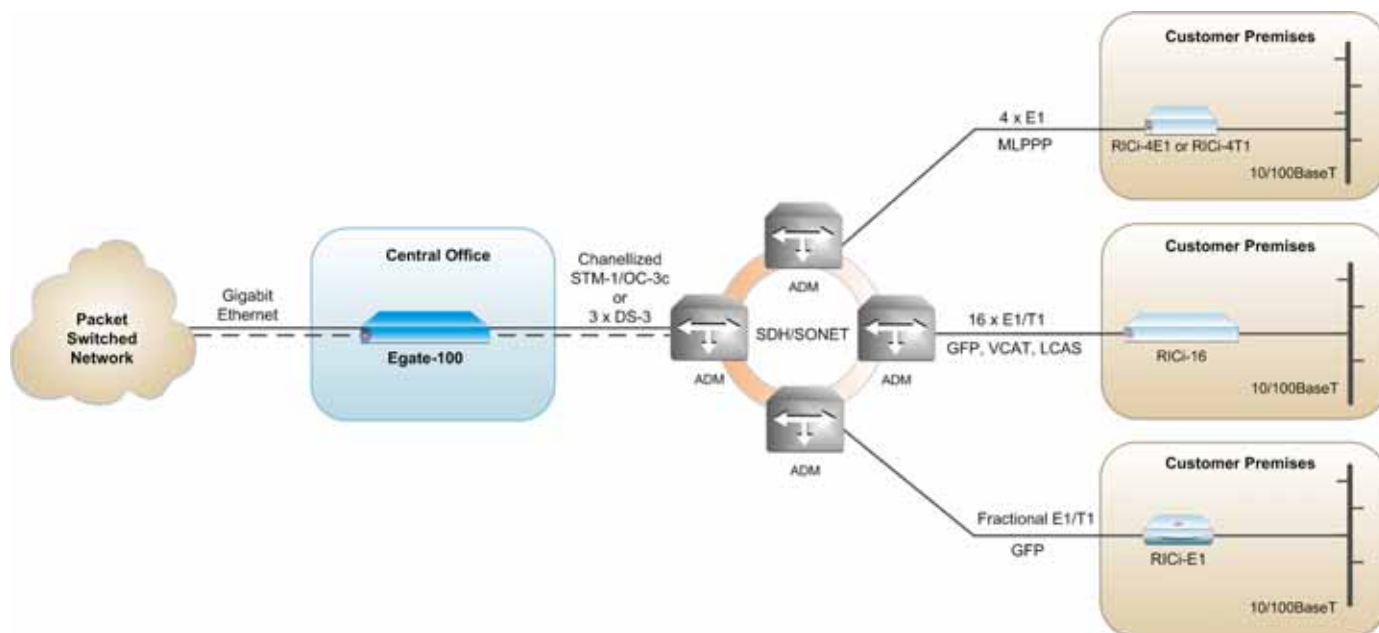 Customer Premises
4 x E1
MLPPP
RICi-4E1 or RICi-4T1
10/100BaseT
Packet
Switched
Network
Gigabit
Ethernet
Central Office
Egate-100
Chanellized
STM-1/OC-3c
or
3 x DS-3
ADM
ADM
SDH/SONET
ADM
ADM
16 x E1/T1
GFP, VCAT, LCAS
Customer Premises
RICi-16
10/100BaseT
Fractional E1/T1
GFP
Customer Premises
RICi-E1
10/100BaseT